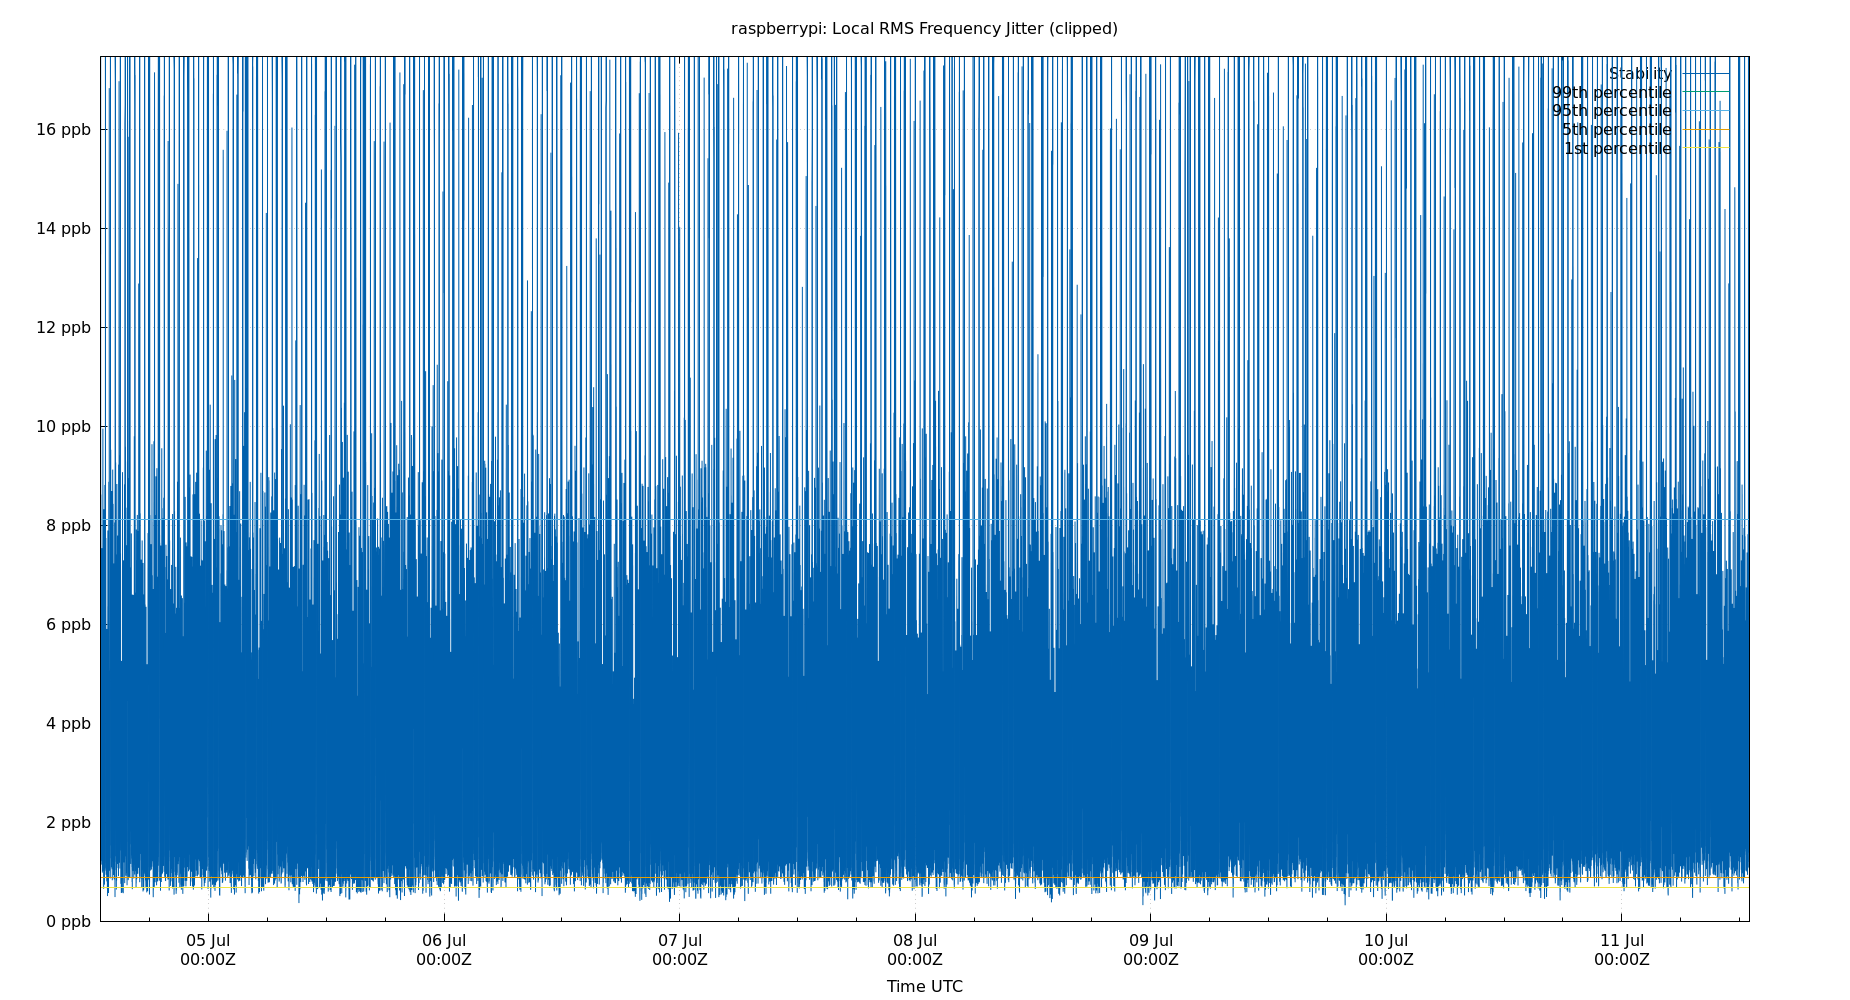 raspberrypi: Local RMS Frequency Jitter (clipped)
Stability
99th percentile
95th percentile
5th percentile
1st percentile
16 ppb
14 ppb
12 ppb
10 ppb
8 ppb
6 ppb
4 ppb
2 ppb
0 ppb
05 Jul 06 Jul 07 Jul 08 Jul 09 Jul 10 Jul 11 Jul
00:00Z 00:00Z 00:00Z 00:00Z 00:00Z 00:00Z 00:00Z
Time UTC